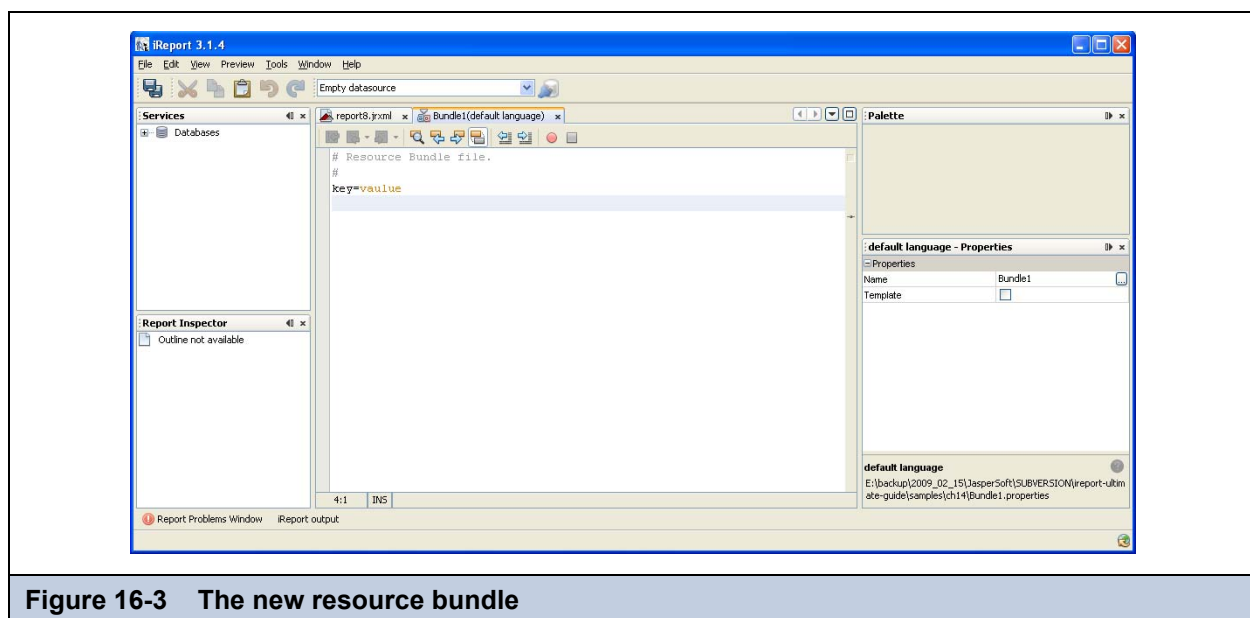 iReport 3.1.4
File Edit View Preview Tools Window Help
Empty datasource
Services
Databases
report8.jrxml
Bundle1(default language)
# Resource Bundle file.
#
key=vaulue
4:1 INS
Palette
default language - Properties
Properties
Name Bundle1 ...
Template
Report Inspector
Outline not available
default language
E:\backup\2009_02_15\JasperSoft\SUBVERSION\ireport-ultim
ate-guide\samples\ch14\Bundle1.properties
Report Problems Window iReport output
Figure 16-3 The new resource bundle